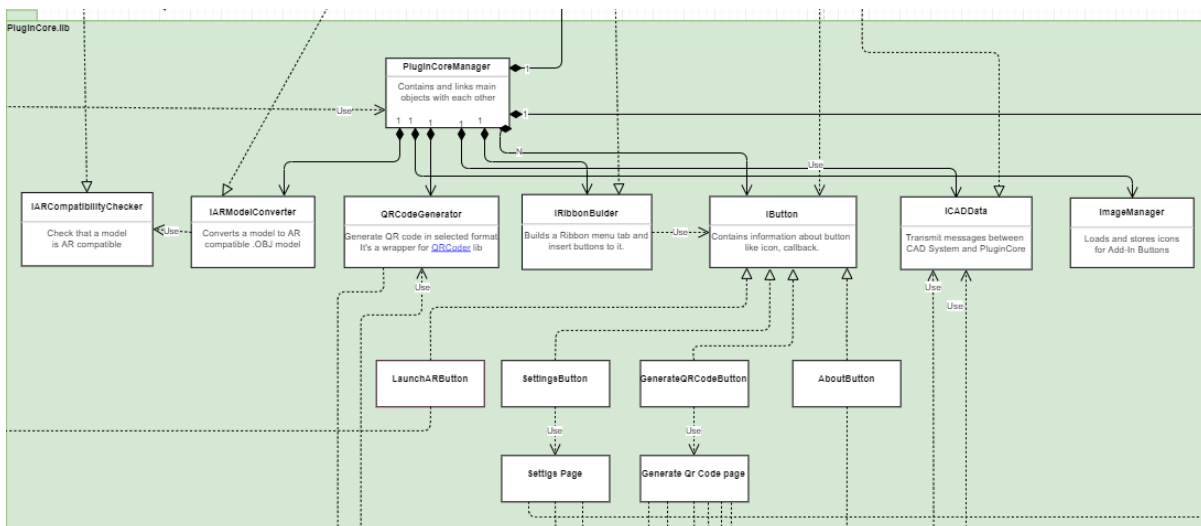 PluginCore.lib
PluginCoreManager
Contains and links main
objects with each other
1
1
Use
1 1 1 1 1
N
Use
IARCompatibilityChecker
Check that a model
is AR compatible
Use
IARModelConverter
Converts a model to AR
compatible .OBJ model
QRCodeGenerator
Generate QR code in selected format
It's a wrapper for QRCoder lib
IRibbonBuilder
Builds a Ribbon menu tab and
insert buttons to it.
Use
IButton
Contains information about button
like icon, callback.
ICADData
Transmit messages between
CAD System and PluginCore
ImageManager
Loads and stores icons
for Add-In Buttons
Use
Use
Use
LaunchARButton
SettingsButton
GenerateQRCodeButton
AboutButton
Use
Use
Settigs Page
Generate Qr Code page